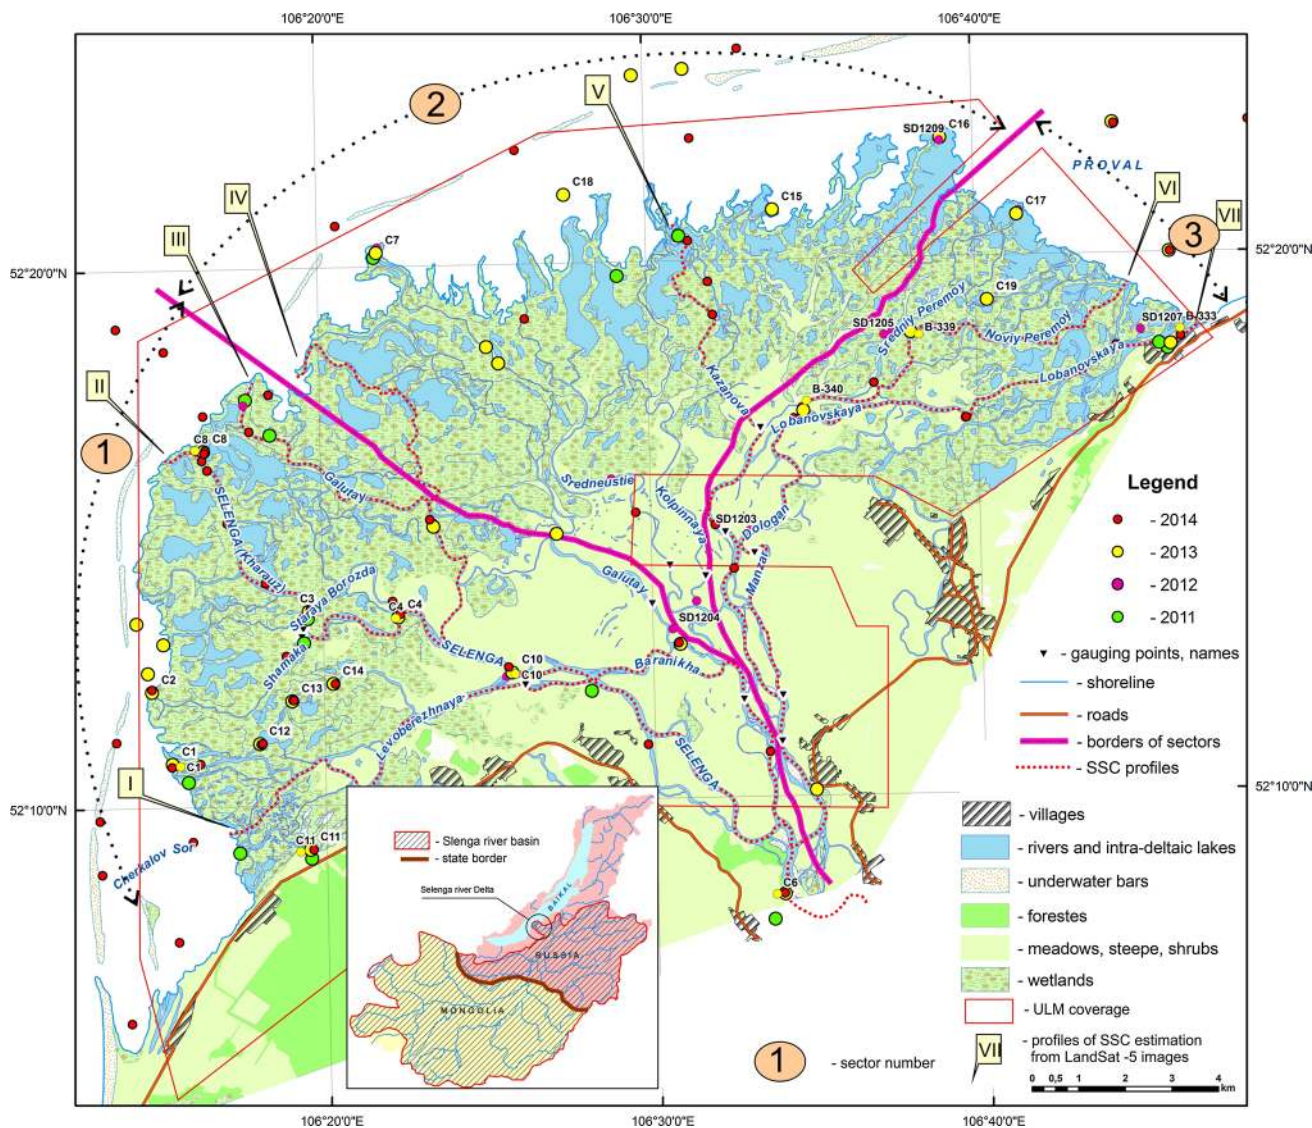 106°20'0"E
106°30'0"E
106°40'0"E
2
V
C16
SD1209
PROVAL
C18
C15
C17
VI
VII
IV
III
C7
3
52°20'0"N
52°20'0"N
C19
Sredniy Peremoy
SD1205
B-339
Noviy Peremoy
SD1207
B-333
Lobanovskaya
Kazanova
B-340
Lobanovskaya
II
1
C8
C8
Galutay
Sredneustie
Kolpinnaya
SELENGA (Kharauz)
SD1203
Dologan
Manzai
Galutay
Staraya Borozda
C3
C4
C4
SD1204
Shamaka
SELENGA
C10
C10
Baranikha
C14
C13
C2
Levoberezhnaya
C12
SELENGA
C1
C1
I
52°10'0"N
52°10'0"N
Cherkalov Sor
C11
C11
C6
Legend
- 2014
- 2013
- 2012
- 2011
- gauging points, names
- shoreline
- roads
- borders of sectors
- SSC profiles
- villages
- rivers and intra-deltaic lakes
- underwater bars
- forestes
- meadows, steepe, shrubs
- wetlands
- ULM coverage
VII
- profiles of SSC estimation
from LandSat -5 images
1
- sector number
0 0,5 1 2 3 4
km
- Slenga river basin
- state border
Selenga river Delta
BAIKAL
RUSSIA
MONGOLIA
106°20'0"E
106°30'0"E
106°40'0"E